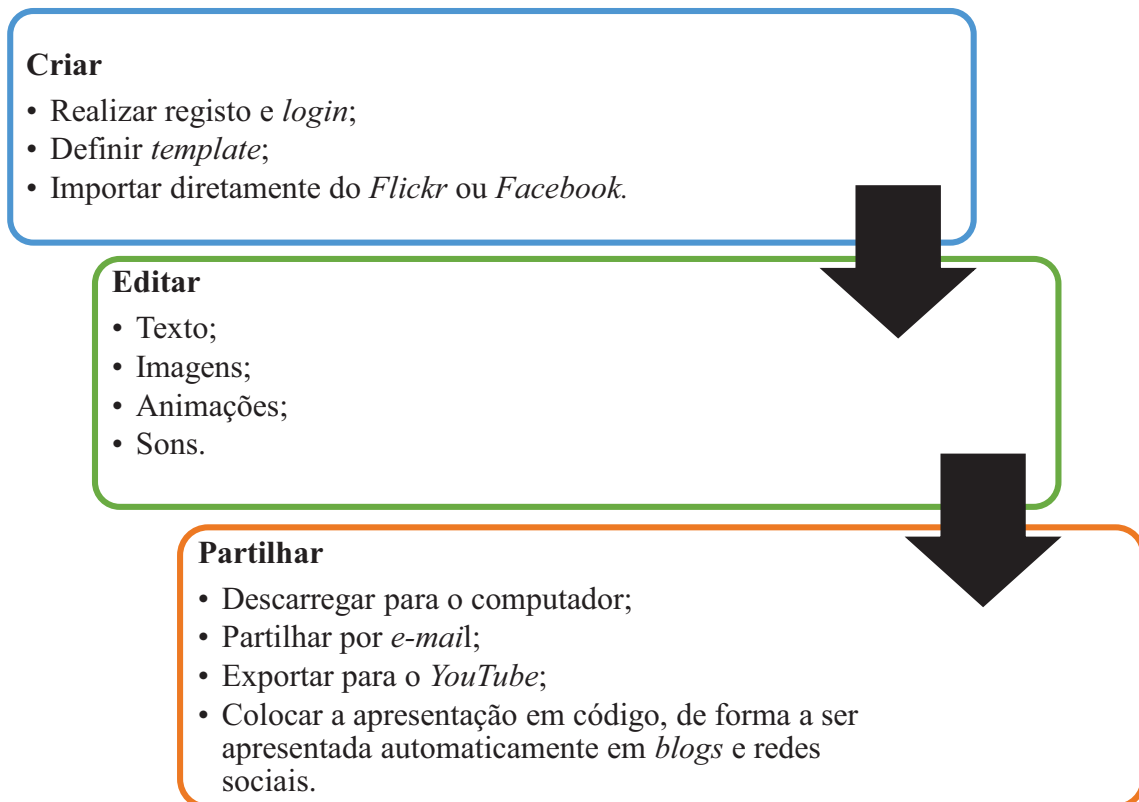 Criar
• Realizar registo e login;
• Definir template;
• Importar diretamente do Flickr ou Facebook.
Editar
• Texto;
• Imagens;
• Animações;
• Sons.
Partilhar
• Descarregar para o computador;
• Partilhar por e-mail;
• Exportar para o YouTube;
• Colocar a apresentação em código, de forma a ser
apresentada automaticamente em blogs e redes
sociais.